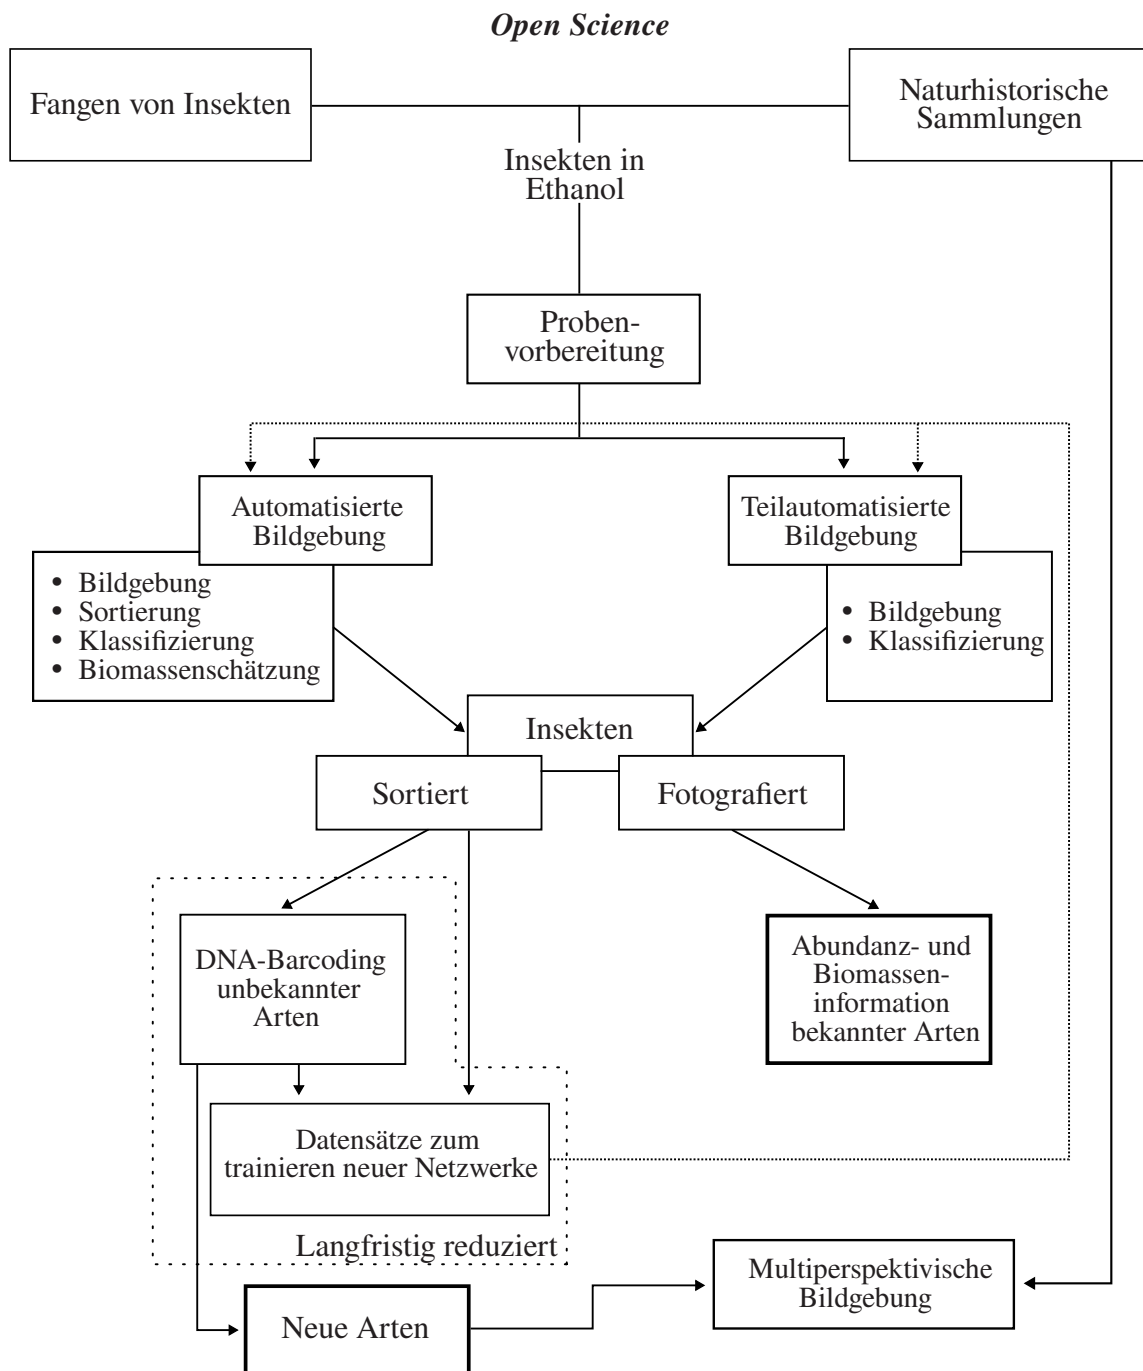 Open Science
Fangen von Insekten
Naturhistorische
Sammlungen
Insekten in
Ethanol
Proben-
vorbereitung
Automatisierte
Bildgebung
Teilautomatisierte
Bildgebung
• Bildgebung
• Sortierung
• Klassifizierung
• Biomassenschätzung
• Bildgebung
• Klassifizierung
Insekten
Sortiert
Fotografiert
DNA-Barcoding
unbekannter
Arten
Abundanz- und
Biomassen-
information
bekannter Arten
Datensätze zum
trainieren neuer Netzwerke
Langfristig reduziert
Multiperspektivische
Bildgebung
Neue Arten